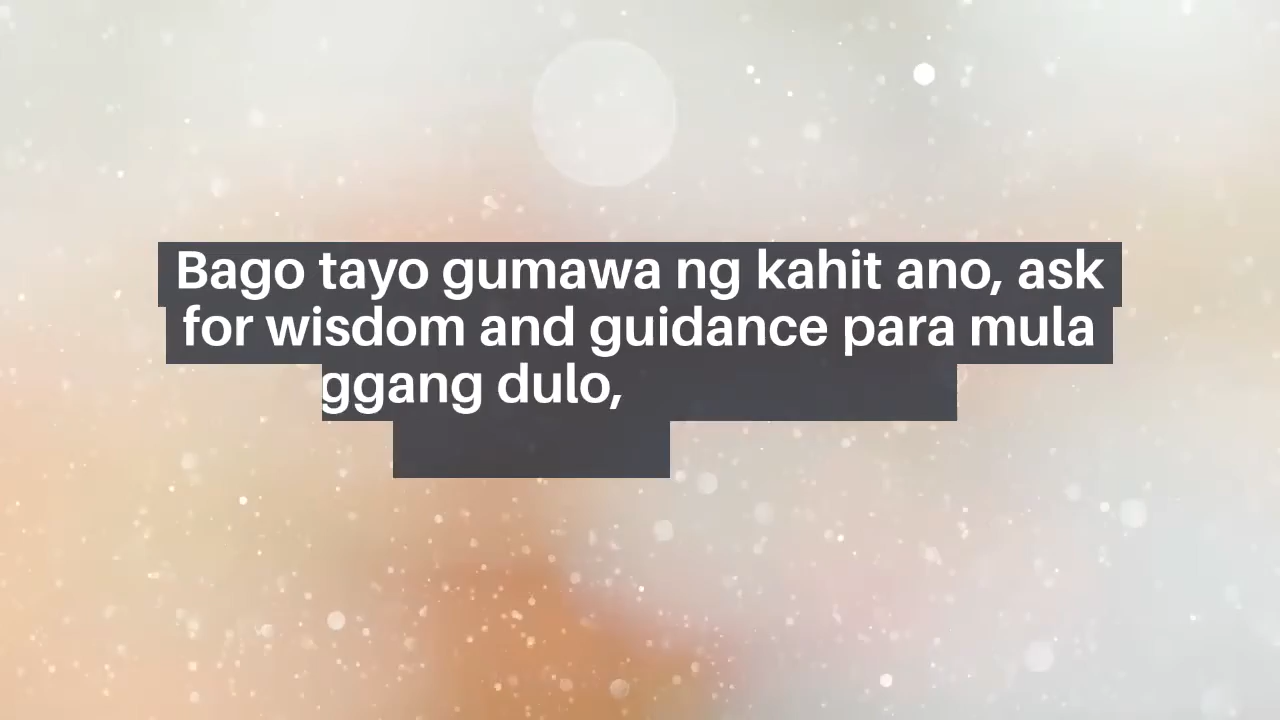 Bago tayo gumawa ng kahit ano, ask
for wisdom and guidance para mula
ggang dulo,